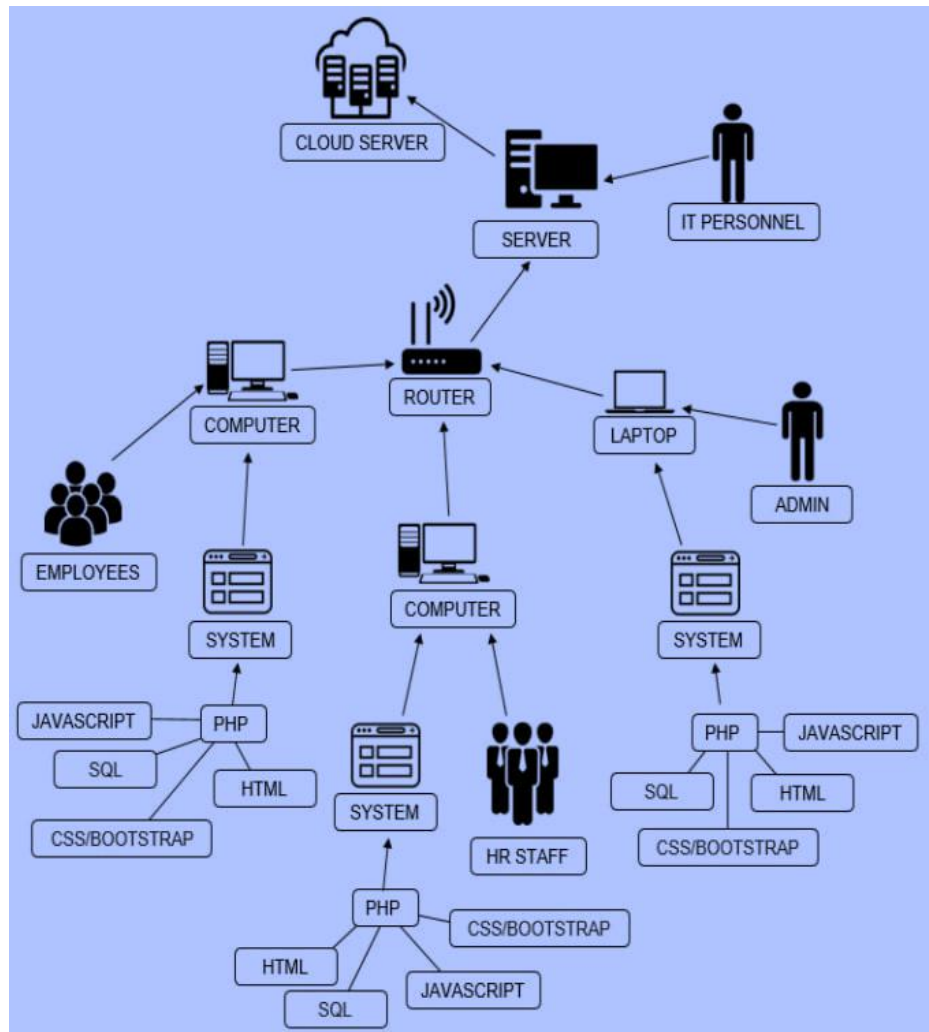 CLOUD SERVER
IT PERSONNEL
SERVER
ROUTER
COMPUTER
LAPTOP
ADMIN
EMPLOYEES
COMPUTER
SYSTEM
SYSTEM
JAVASCRIPT
PHP
SQL
HTML
CSS/BOOTSTRAP
SYSTEM
HR STAFF
PHP
JAVASCRIPT
SQL
HTML
CSS/BOOTSTRAP
PHP
CSS/BOOTSTRAP
HTML
SQL
JAVASCRIPT